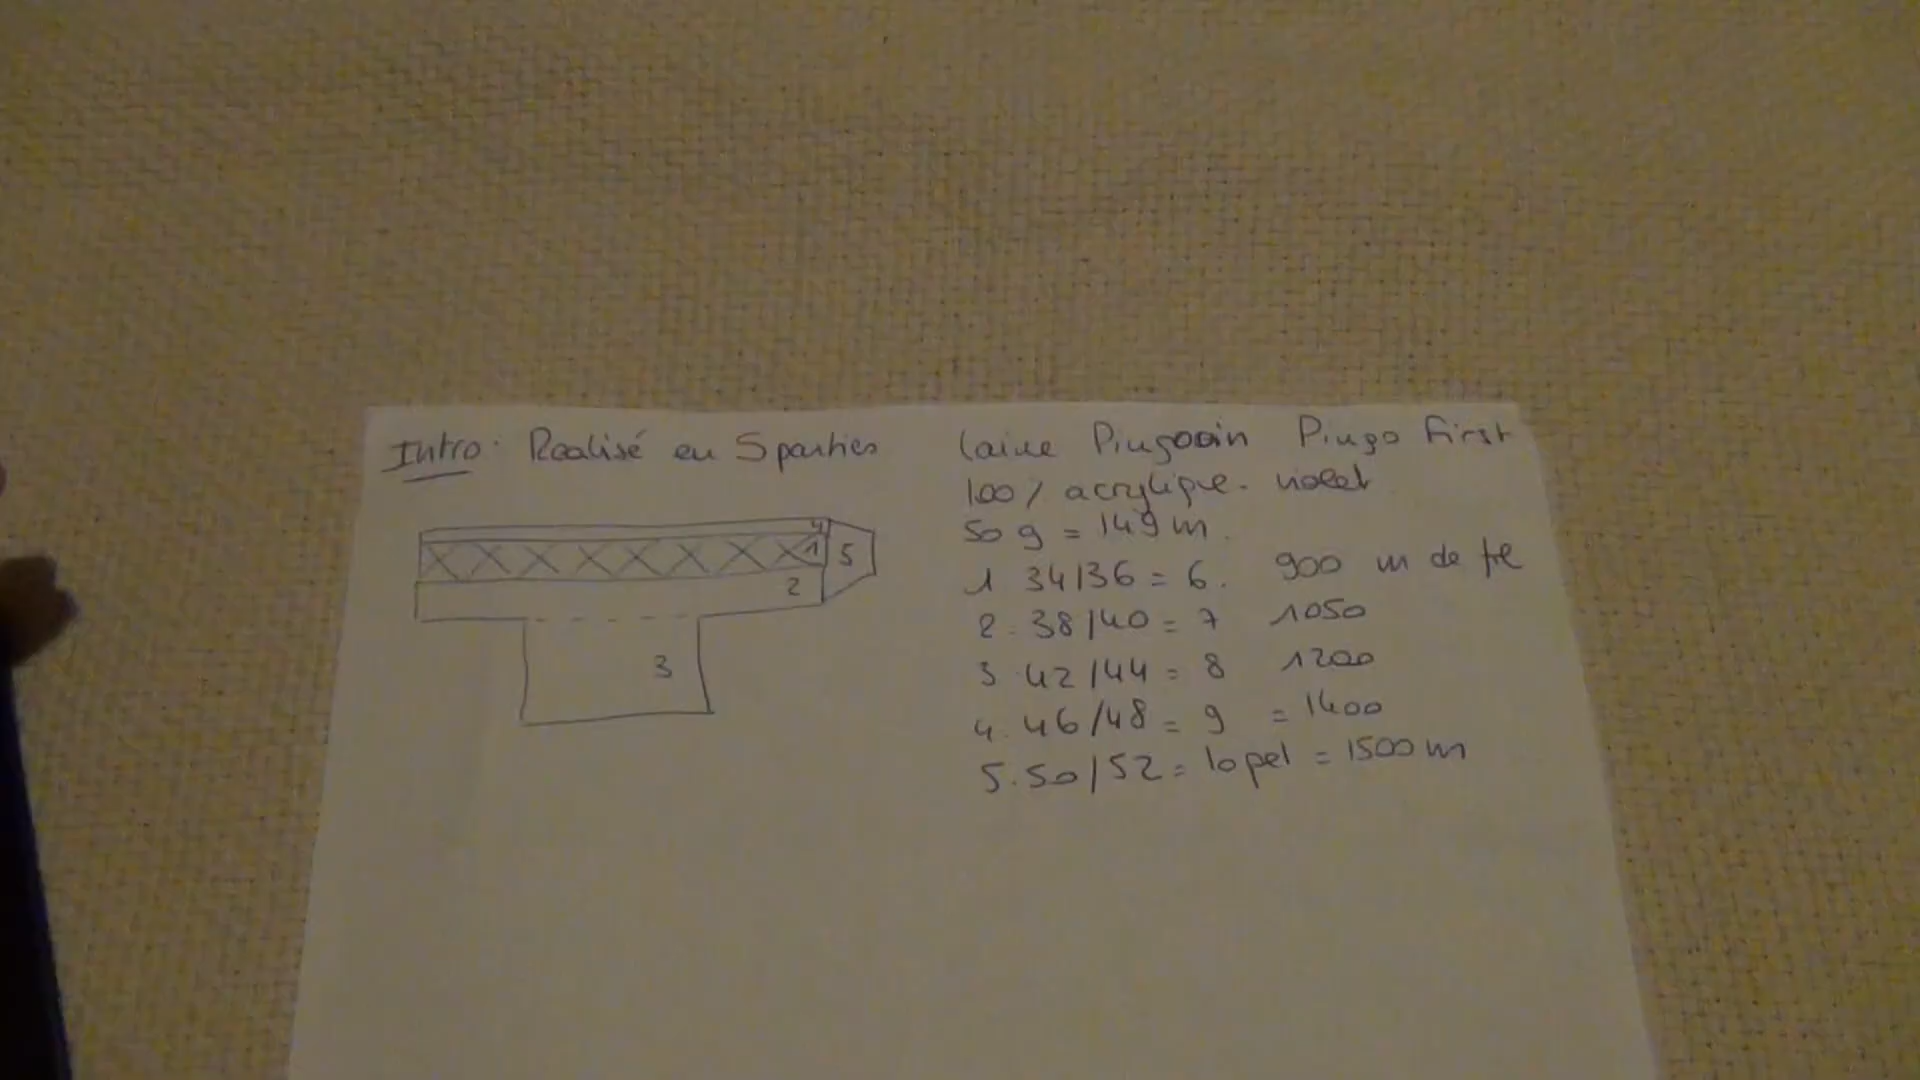 Intro: Realisé en 5 parties
4
1
5
2
3
laine Pingouin Pingo First
100% acrylique. violet
50 g = 149 m.
1 34/36 = 6. 900 m de fil
2. 38/40 = 7 1050
3 42/44 = 8 1200
4. 46/48 = 9 = 1400
5. 50/52 = 10 pel = 1500 m